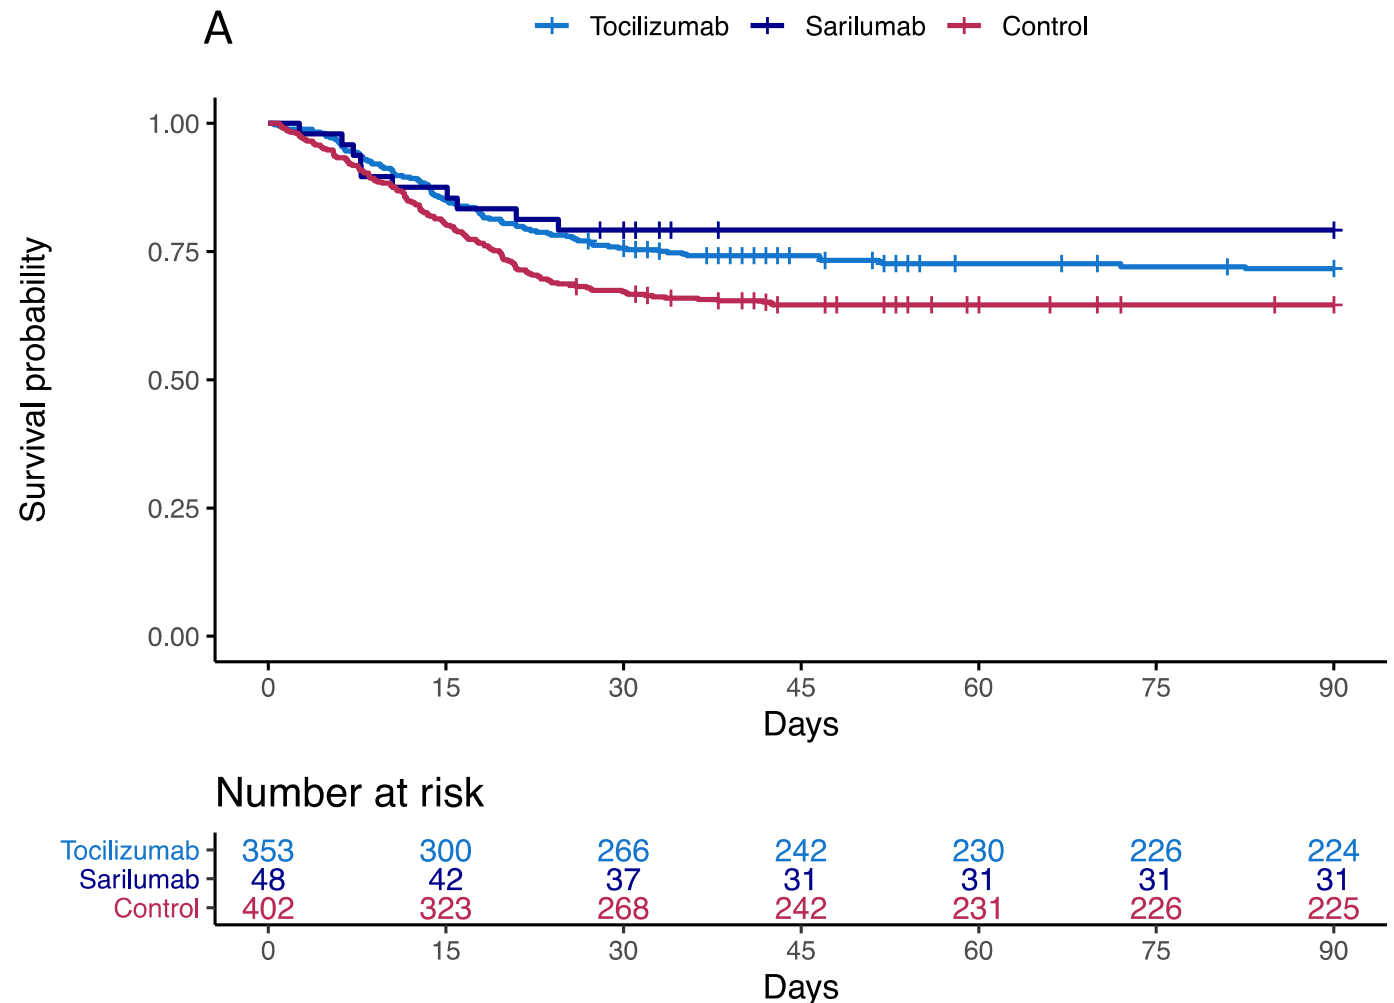 A
Tocilizumab Sarilumab Control
Survival probability
1.00
0.75
0.50
0.25
0.00
0 15 30 45 60 75 90
Days
Number at risk
Tocilizumab 353 300 266 242 230 226 224
Sarilumab 48 42 37 31 31 31 31
Control 402 323 268 242 231 226 225
0 15 30 45 60 75 90
Days